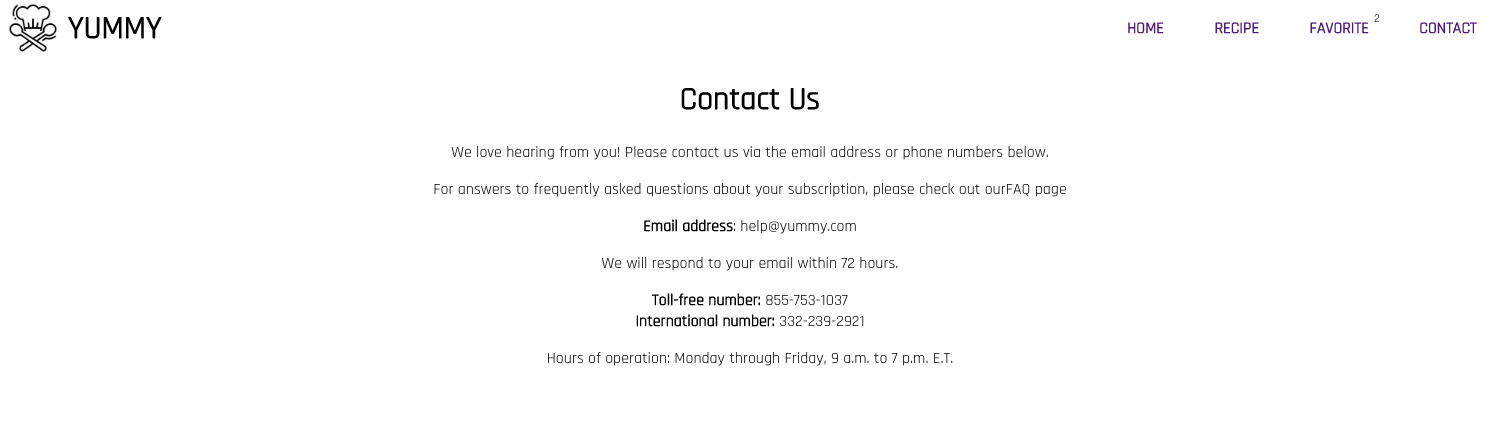 YUMMY
HOME RECIPE FAVORITE 2 CONTACT
Contact Us
We love hearing from you! Please contact us via the email address or phone numbers below.
For answers to frequently asked questions about your subscription, please check out ourFAQ page
Email address: help@yummy.com
We will respond to your email within 72 hours.
Toll-free number: 855-753-1037
International number: 332-239-2921
Hours of operation: Monday through Friday, 9 a.m. to 7 p.m. E.T.